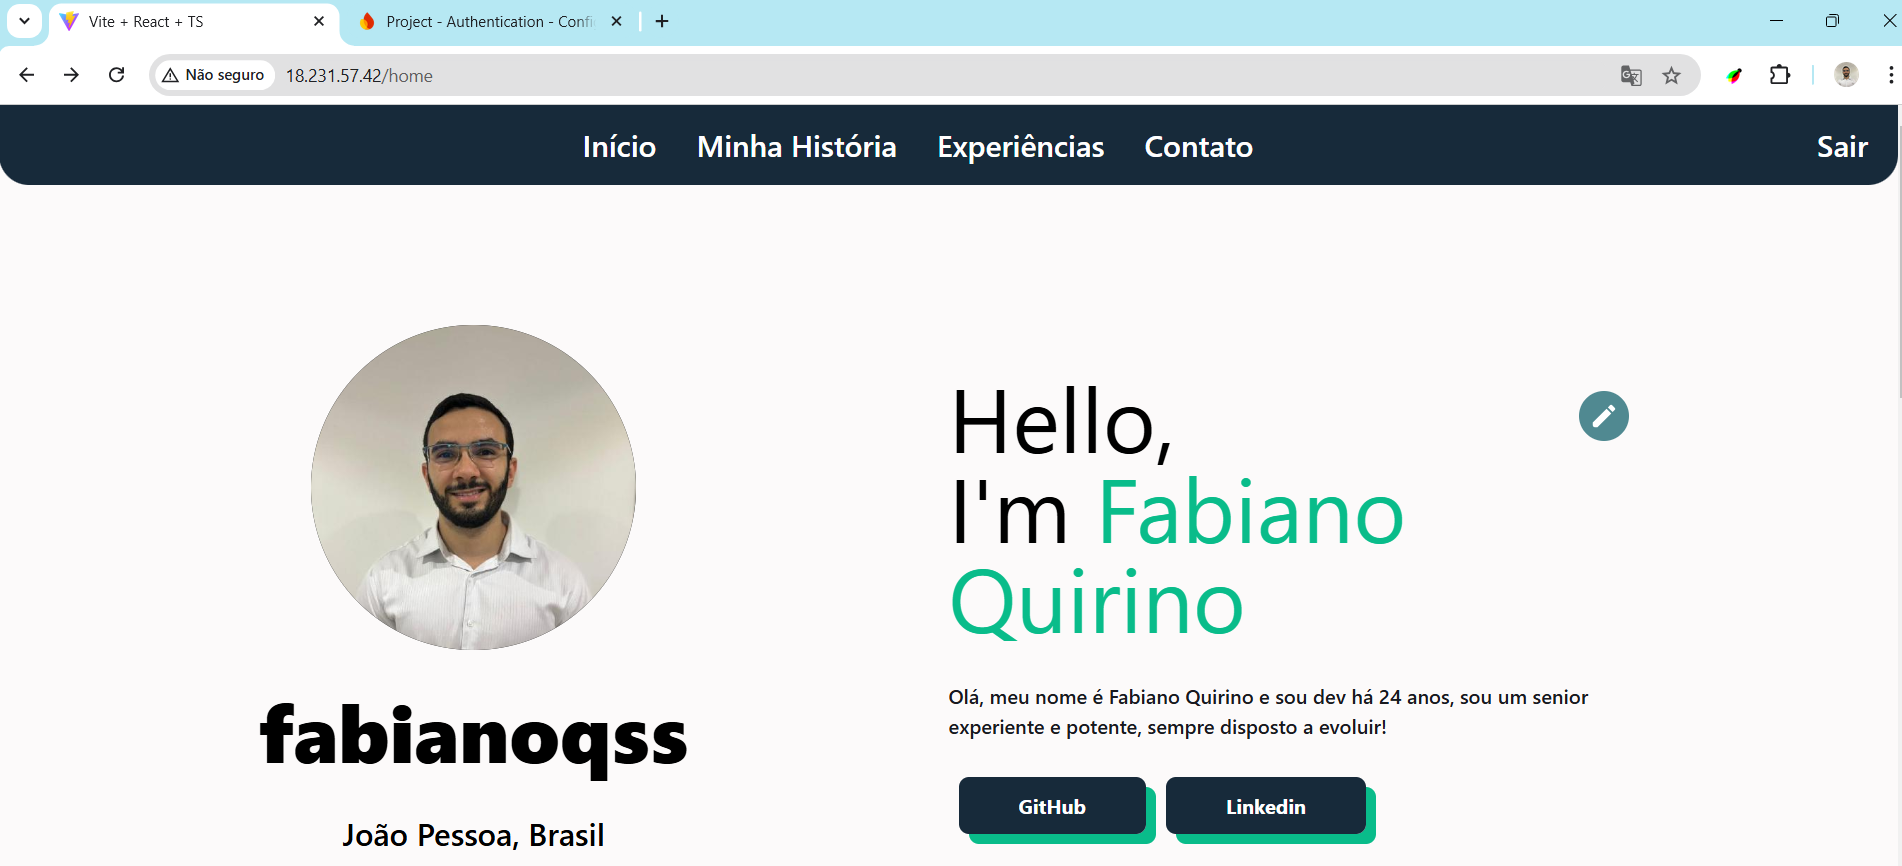 Vite + React + TS
Project - Authentication - Confi
Não seguro
18.231.57.42/home
Início
Minha História
Experiências
Contato
Sair
Hello,
I'm Fabiano
Quirino
fabianoqss
João Pessoa, Brasil
Olá, meu nome é Fabiano Quirino e sou dev há 24 anos, sou um senior
experiente e potente, sempre disposto a evoluir!
GitHub
Linkedin